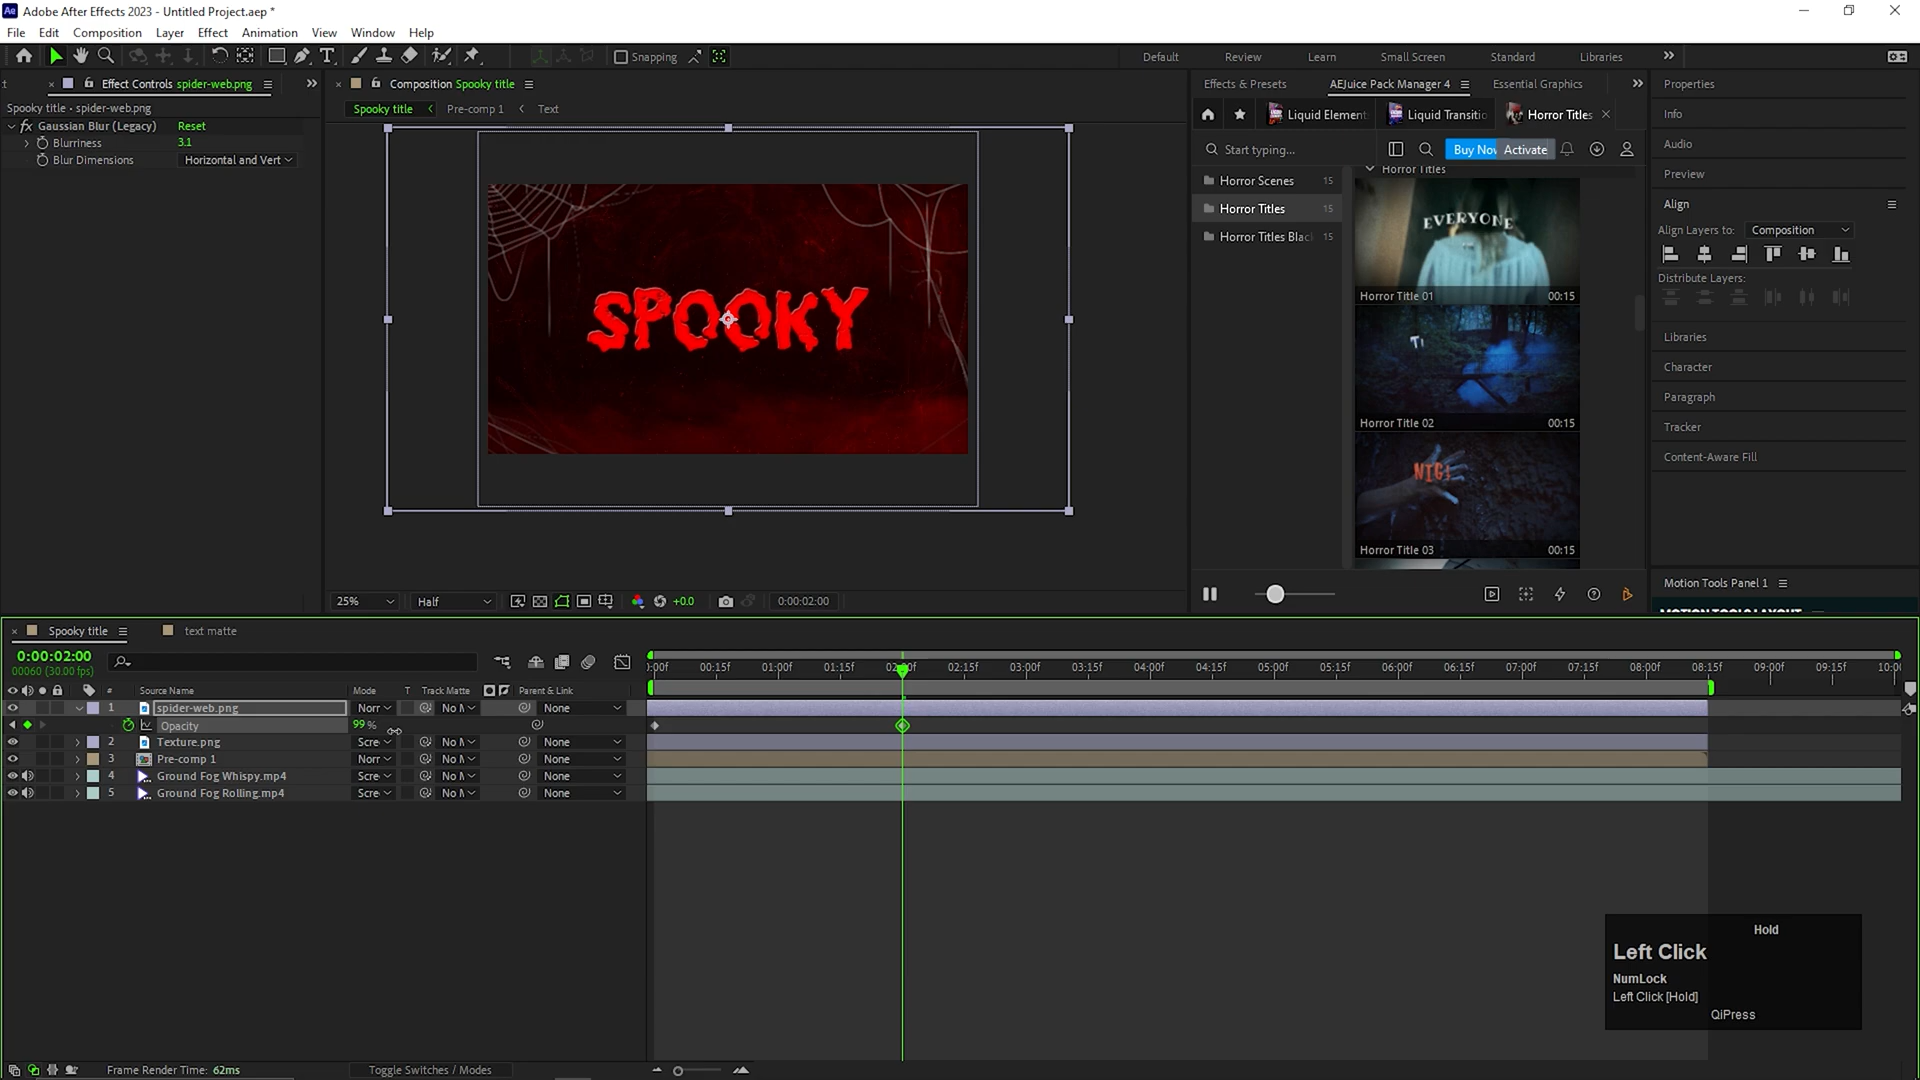 Adobe After Effects 2023 - Untitled Project.aep *
File Edit Composition Layer Effect Animation View Window Help
Snapping
Default Review Learn Small Screen Standard Libraries
Effect Controls spider-web.png
Spooky title • spider-web.png
Gaussian Blur (Legacy) Reset
Blurriness 3.1
Blur Dimensions Horizontal and Vert
Composition Spooky title
Spooky title Pre-comp 1 Text
SPOOKY
25% Half +0.0 0:00:02:00
Effects & Presets AEJuice Pack Manager 4 Essential Graphics
Liquid Element Liquid Transitio Horror Titles
Start typing... Buy Nov Activate
Horror Scenes 15
Horror Titles 15
Horror Titles Blac 15
Horror Titles
EVERYONE
Horror Title 01 00:15
Horror Title 02 00:15
Horror Title 03 00:15
Properties
Info
Audio
Preview
Align
Align Layers to: Composition
Distribute Layers:
Libraries
Character
Paragraph
Tracker
Content-Aware Fill
Motion Tools Panel 1
MOTION TOOLS LAYOUT
Spooky title text matte
0:00:02:00
00060 (30.00 fps)
:00f 00:15f 01:00f 01:15f 02:00f 02:15f 03:00f 03:15f 04:00f 04:15f 05:00f 05:15f 06:00f 06:15f 07:00f 07:15f 08:00f 08:15f 09:00f 09:15f 10:00
# Source Name Mode T Track Matte Parent & Link
1 spider-web.png Norr No M None
Opacity 99 %
2 Texture.png Scre No M None
3 Pre-comp 1 Norr No M None
4 Ground Fog Whispy.mp4 Scre No M None
5 Ground Fog Rolling.mp4 Scre No M None
Hold
Left Click
NumLock
Left Click [Hold]
QiPress
Frame Render Time: 62ms Toggle Switches / Modes